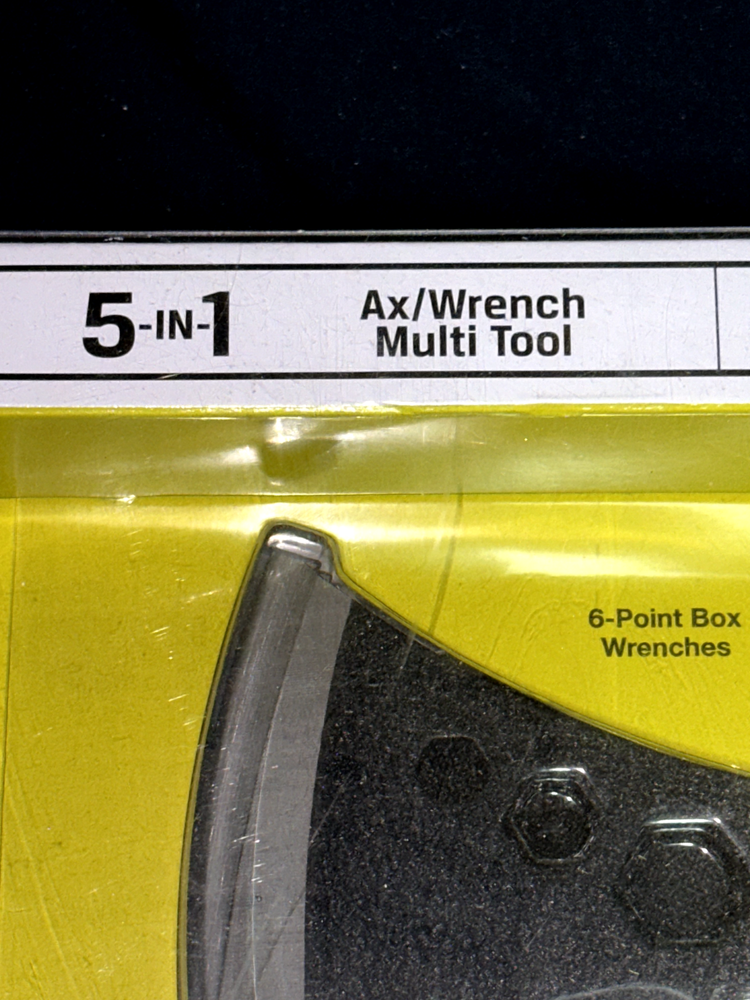 5-IN-1
Ax/Wrench
Multi Tool
6-Point Box
Wrenches